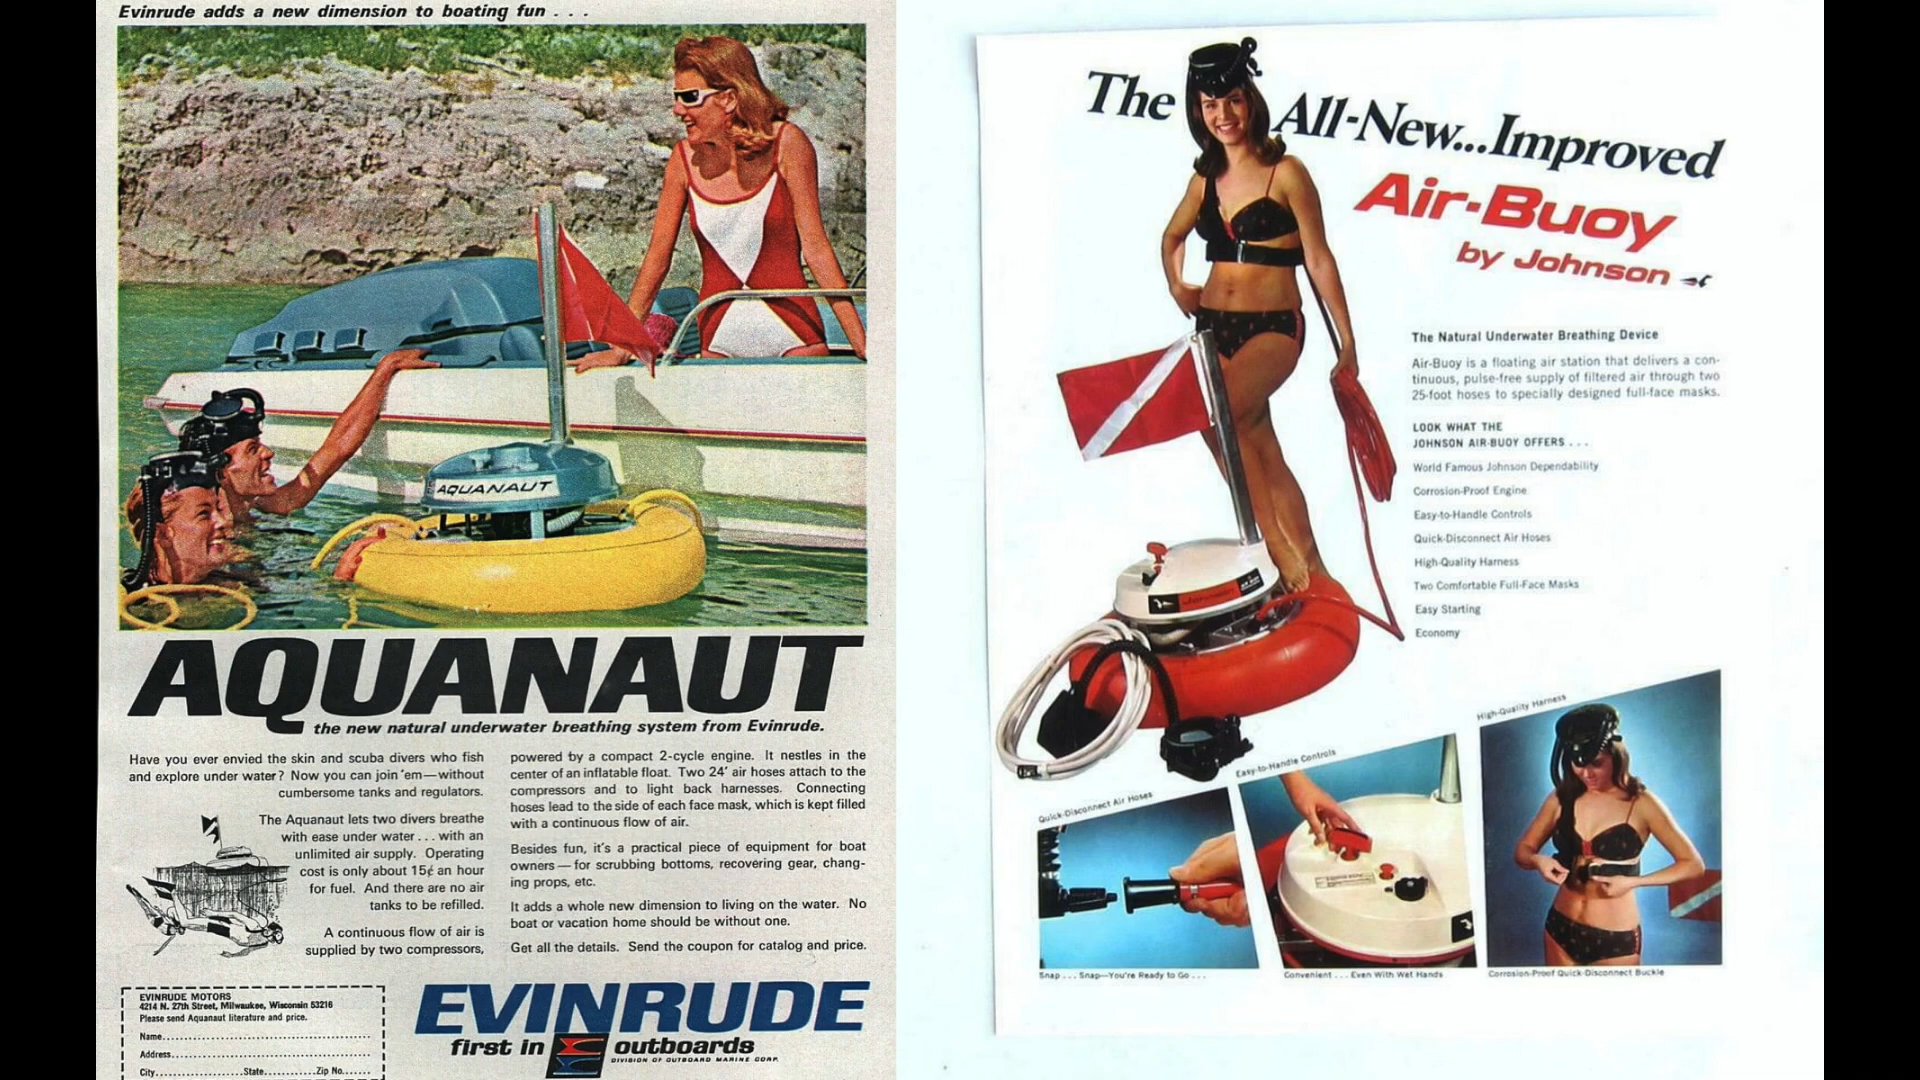 Evinrude adds a new dimension to boating fun . . .
AQUANAUT
AQUANAUT
the new natural underwater breathing system from Evinrude.
Have you ever envied the skin and scuba divers who fish
and explore under water? Now you can join 'em—without
cumbersome tanks and regulators.
The Aquanaut lets two divers breathe
with ease under water . . . with an
unlimited air supply. Operating
cost is only about 15¢ an hour
for fuel. And there are no air
tanks to be refilled.
A continuous flow of air is
supplied by two compressors,
powered by a compact 2-cycle engine. It nestles in the
center of an inflatable float. Two 24' air hoses attach to the
compressors and to light back harnesses. Connecting
hoses lead to the side of each face mask, which is kept filled
with a continuous flow of air.
Besides fun, it's a practical piece of equipment for boat
owners — for scrubbing bottoms, recovering gear, chang-
ing props, etc.
It adds a whole new dimension to living on the water. No
boat or vacation home should be without one.
Get all the details. Send the coupon for catalog and price.
EVINRUDE MOTORS
4214 N. 27th Street, Milwaukee, Wisconsin 53216
Please send Aquanaut literature and price.
Name
Address
City State Zip No.
EVINRUDE
first in outboards
DIVISION OF OUTBOARD MARINE CORP.
The All-New...Improved
Air-Buoy
by Johnson
The Natural Underwater Breathing Device
Air-Buoy is a floating air station that delivers a con-
tinuous, pulse-free supply of filtered air through two
25-foot hoses to specially designed full-face masks.
LOOK WHAT THE
JOHNSON AIR-BUOY OFFERS . . .
World Famous Johnson Dependability
Corrosion-Proof Engine
Easy-to-Handle Controls
Quick-Disconnect Air Hoses
High-Quality Harness
Two Comfortable Full-Face Masks
Easy Starting
Economy
Johnson
Quick-Disconnect Air Hoses
Easy-to-Handle Controls
High-Quality Harness
Snap . . . Snap—You're Ready to Go . . .
Convenient . . . Even With Wet Hands
Corrosion-Proof Quick-Disconnect Buckle